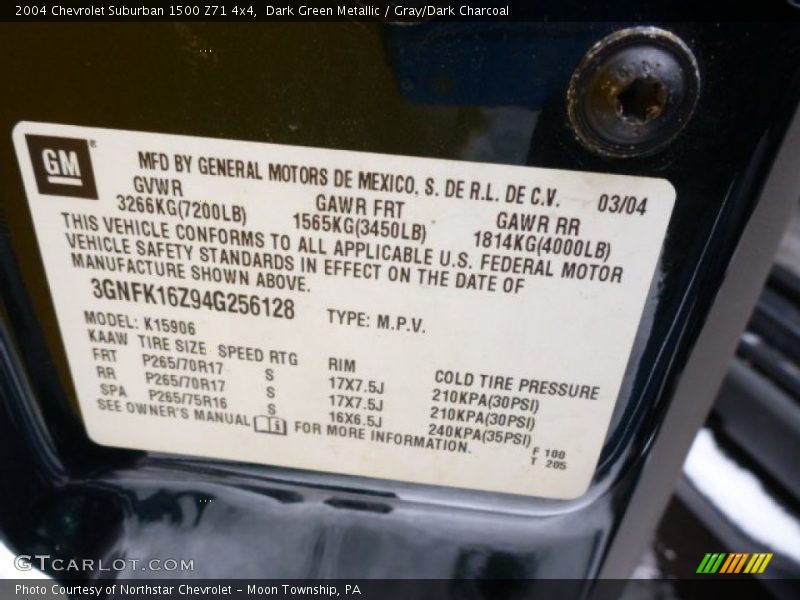 2004 Chevrolet Suburban 1500 Z71 4x4,  Dark Green Metallic / Gray/Dark Charcoal
GM
MFD BY GENERAL MOTORS DE MEXICO, S. DE R.L. DE C.V. 03/04
GVWR GAWR FRT GAWR RR
3266KG(7200LB) 1565KG(3450LB) 1814KG(4000LB)
THIS VEHICLE CONFORMS TO ALL APPLICABLE U.S. FEDERAL MOTOR
VEHICLE SAFETY STANDARDS IN EFFECT ON THE DATE OF
MANUFACTURE SHOWN ABOVE.
3GNFK16Z94G256128 TYPE: M.P.V.
MODEL: K15906
KAAW TIRE SIZE SPEED RTG RIM COLD TIRE PRESSURE
FRT P265/70R17 S 17X7.5J 210KPA(30PSI)
RR P265/70R17 S 17X7.5J 210KPA(30PSI)
SPA P265/75R16 S 16X6.5J 240KPA(35PSI)
SEE OWNER'S MANUAL FOR MORE INFORMATION.
F 100
T 205
GTCARLOT.COM
Photo Courtesy of Northstar Chevrolet - Moon Township, PA